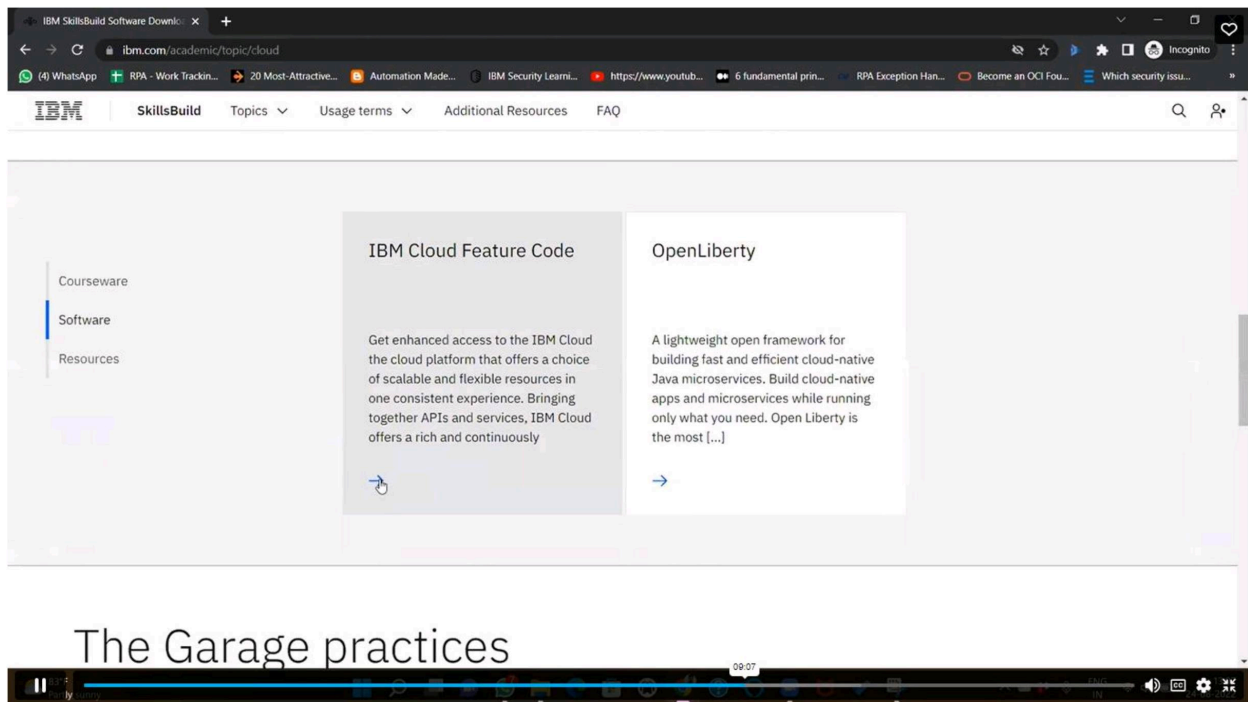 IBM SkillsBuild Software Downlo
ibm.com/academic/topic/cloud
Incognito
(4) WhatsApp
RPA - Work Trackin...
20 Most-Attractive...
Automation Made...
IBM Security Learni...
https://www.youtub...
6 fundamental prin...
RPA Exception Han...
Become an OCI Fou...
Which security issu...
IBM
SkillsBuild
Topics
Usage terms
Additional Resources
FAQ
Courseware
Software
Resources
IBM Cloud Feature Code
Get enhanced access to the IBM Cloud
the cloud platform that offers a choice
of scalable and flexible resources in
one consistent experience. Bringing
together APIs and services, IBM Cloud
offers a rich and continuously
OpenLiberty
A lightweight open framework for
building fast and efficient cloud-native
Java microservices. Build cloud-native
apps and microservices while running
only what you need. Open Liberty is
the most [...]
The Garage practices
09:07
Partly sunny
ENG
IN
CC